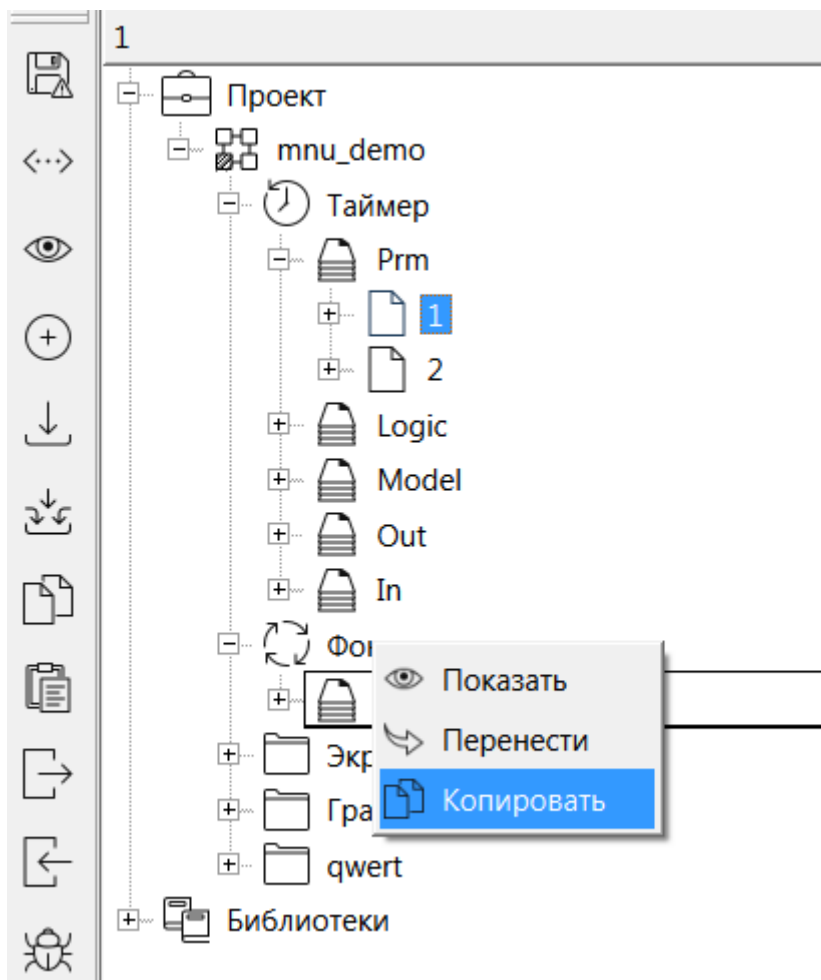 1
Проект
mnu_demo
Таймер
Prm
1
2
Logic
Model
Out
In
Показать
Перенести
Копировать
qwert
Библиотеки